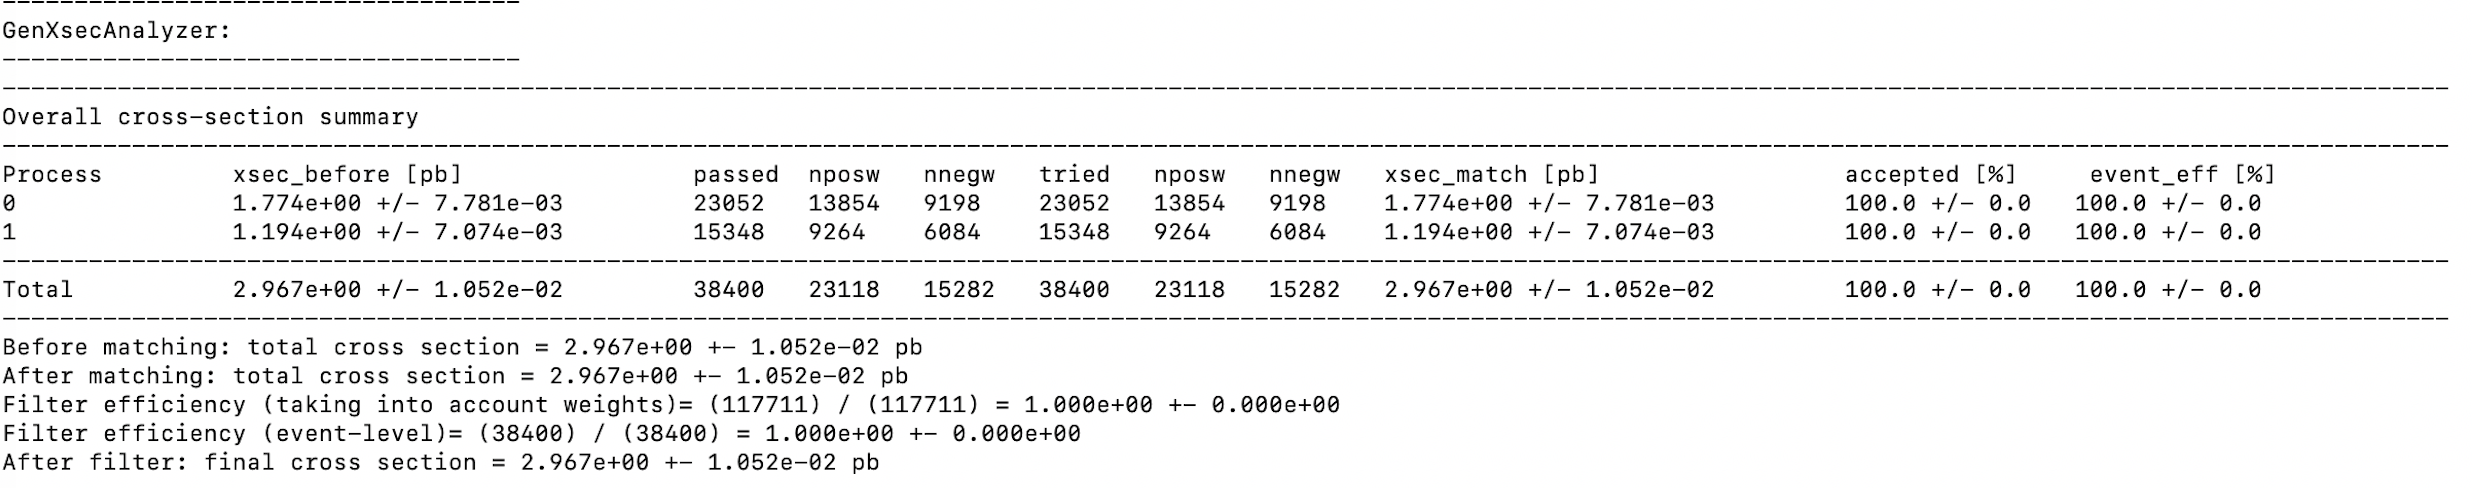 ------------------------------------
GenXsecAnalyzer:
------------------------------------
--------------------------------------------------------------------------------------------------------------------------------------------------------------------------
Overall cross-section summary
--------------------------------------------------------------------------------------------------------------------------------------------------------------------------
Process xsec_before [pb] passed nposw nnegw tried nposw nnegw xsec_match [pb] accepted [%] event_eff [%]
0 1.774e+00 +/- 7.781e-03 23052 13854 9198 23052 13854 9198 1.774e+00 +/- 7.781e-03 100.0 +/- 0.0 100.0 +/- 0.0
1 1.194e+00 +/- 7.074e-03 15348 9264 6084 15348 9264 6084 1.194e+00 +/- 7.074e-03 100.0 +/- 0.0 100.0 +/- 0.0
--------------------------------------------------------------------------------------------------------------------------------------------------------------------------
Total 2.967e+00 +/- 1.052e-02 38400 23118 15282 38400 23118 15282 2.967e+00 +/- 1.052e-02 100.0 +/- 0.0 100.0 +/- 0.0
--------------------------------------------------------------------------------------------------------------------------------------------------------------------------
Before matching: total cross section = 2.967e+00 +- 1.052e-02 pb
After matching: total cross section = 2.967e+00 +- 1.052e-02 pb
Filter efficiency (taking into account weights)= (117711) / (117711) = 1.000e+00 +- 0.000e+00
Filter efficiency (event-level)= (38400) / (38400) = 1.000e+00 +- 0.000e+00
After filter: final cross section = 2.967e+00 +- 1.052e-02 pb